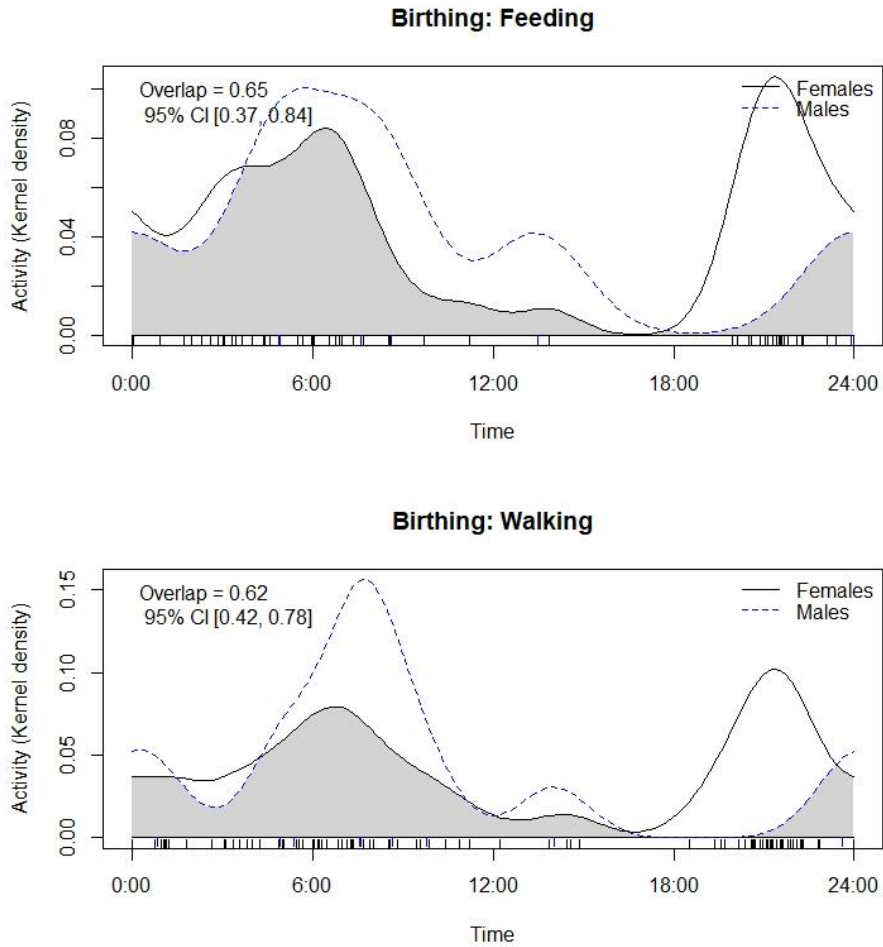 Birthing: Feeding
Overlap = 0.65
95% CI [0.37, 0.84]
Females
Males
Activity (Kernel density)
0.08
0.04
0.00
0:00 6:00 12:00 18:00 24:00
Time
Birthing: Walking
Overlap = 0.62
95% CI [0.42, 0.78]
Females
Males
Activity (Kernel density)
0.15
0.10
0.05
0.00
0:00 6:00 12:00 18:00 24:00
Time